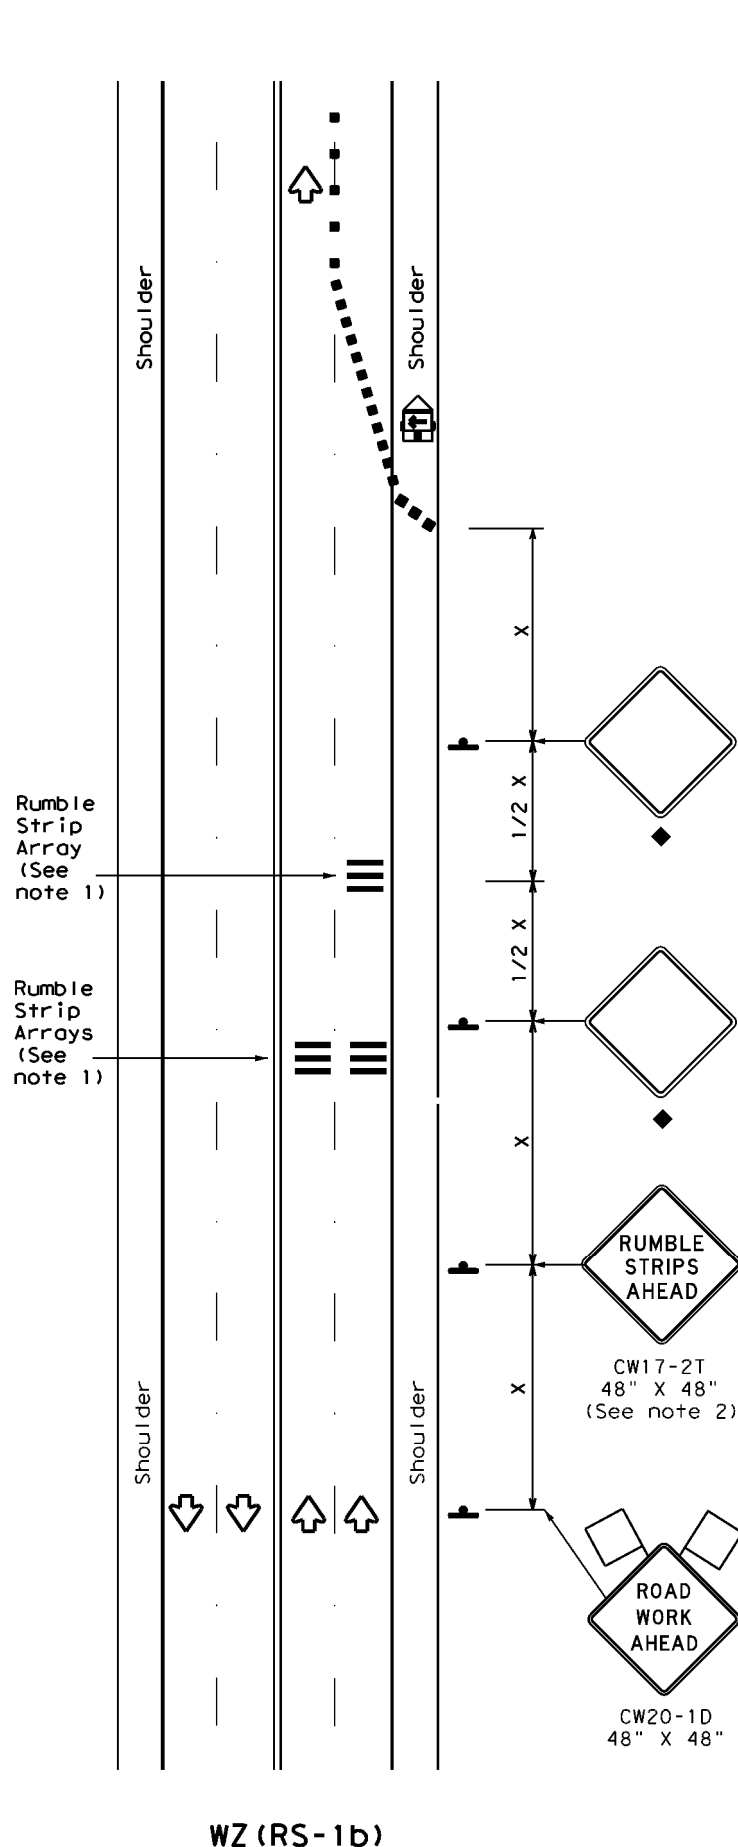 Shoulder
Shoulder
X
1/2 X
Rumble
Strip
Array
(See
note 1)
1/2 X
Rumble
Strip
Arrays
(See
note 1)
X
RUMBLE
STRIPS
AHEAD
CW17-2T
48" X 48"
(See note 2)
X
Shoulder
Shoulder
ROAD
WORK
AHEAD
CW20-1D
48" X 48"
WZ(RS-1b)